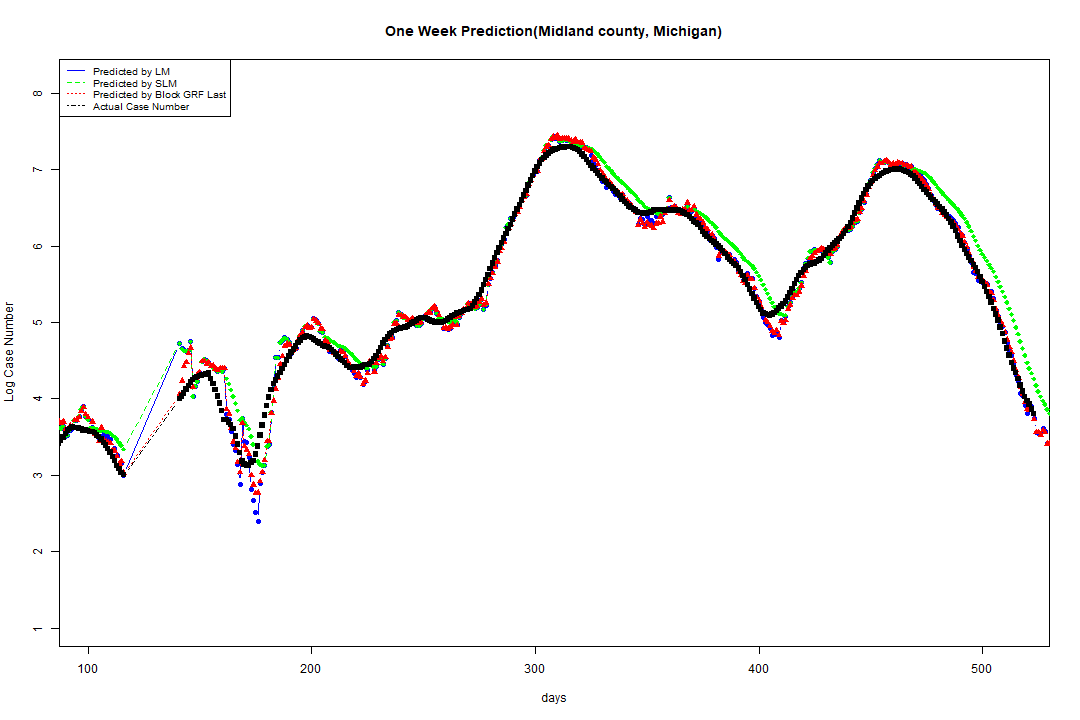 One Week Prediction(Midland county, Michigan)
Predicted by LM
Predicted by SLM
Predicted by Block GRF Last
Actual Case Number
Log Case Number
8
7
6
5
4
3
2
1
100 200 300 400 500
days